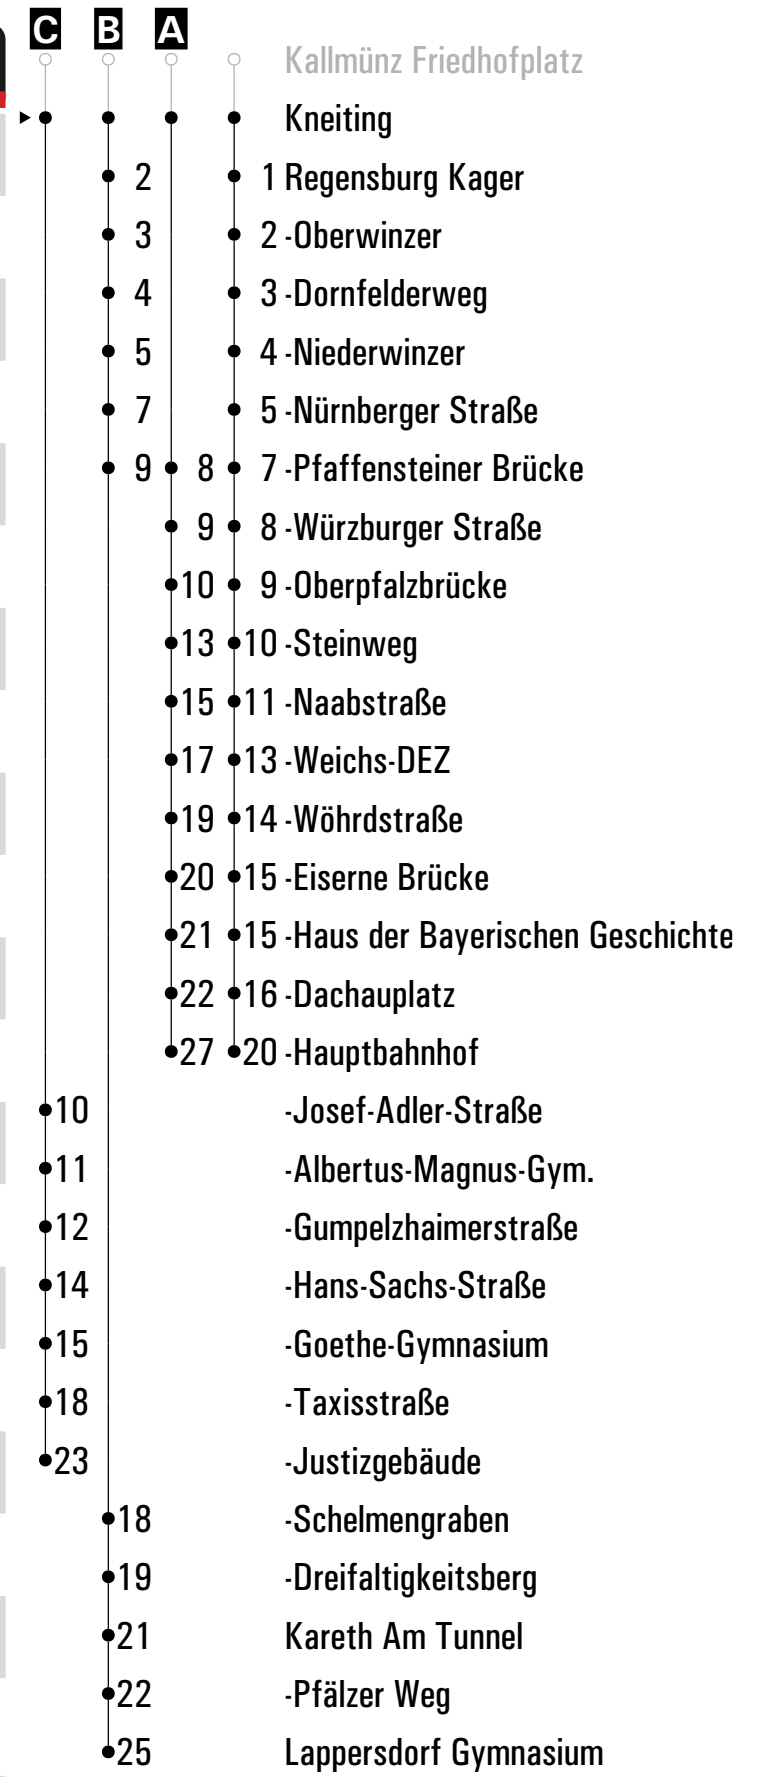 C B A
Kallmünz Friedhofplatz
Kneiting
2 1 Regensburg Kager
3 2 -Oberwinzer
4 3 -Dornfelderweg
5 4 -Niederwinzer
7 5 -Nürnberger Straße
9 8 7 -Pfaffensteiner Brücke
9 8 -Würzburger Straße
10 9 -Oberpfalzbrücke
13 10 -Steinweg
15 11 -Naabstraße
17 13 -Weichs-DEZ
19 14 -Wöhrdstraße
20 15 -Eiserne Brücke
21 15 -Haus der Bayerischen Geschichte
22 16 -Dachauplatz
27 20 -Hauptbahnhof
10 -Josef-Adler-Straße
11 -Albertus-Magnus-Gym.
12 -Gumpelzhaimerstraße
14 -Hans-Sachs-Straße
15 -Goethe-Gymnasium
18 -Taxisstraße
23 -Justizgebäude
18 -Schelmengraben
19 -Dreifaltigkeitsberg
21 Kareth Am Tunnel
22 -Pfälzer Weg
25 Lappersdorf Gymnasium